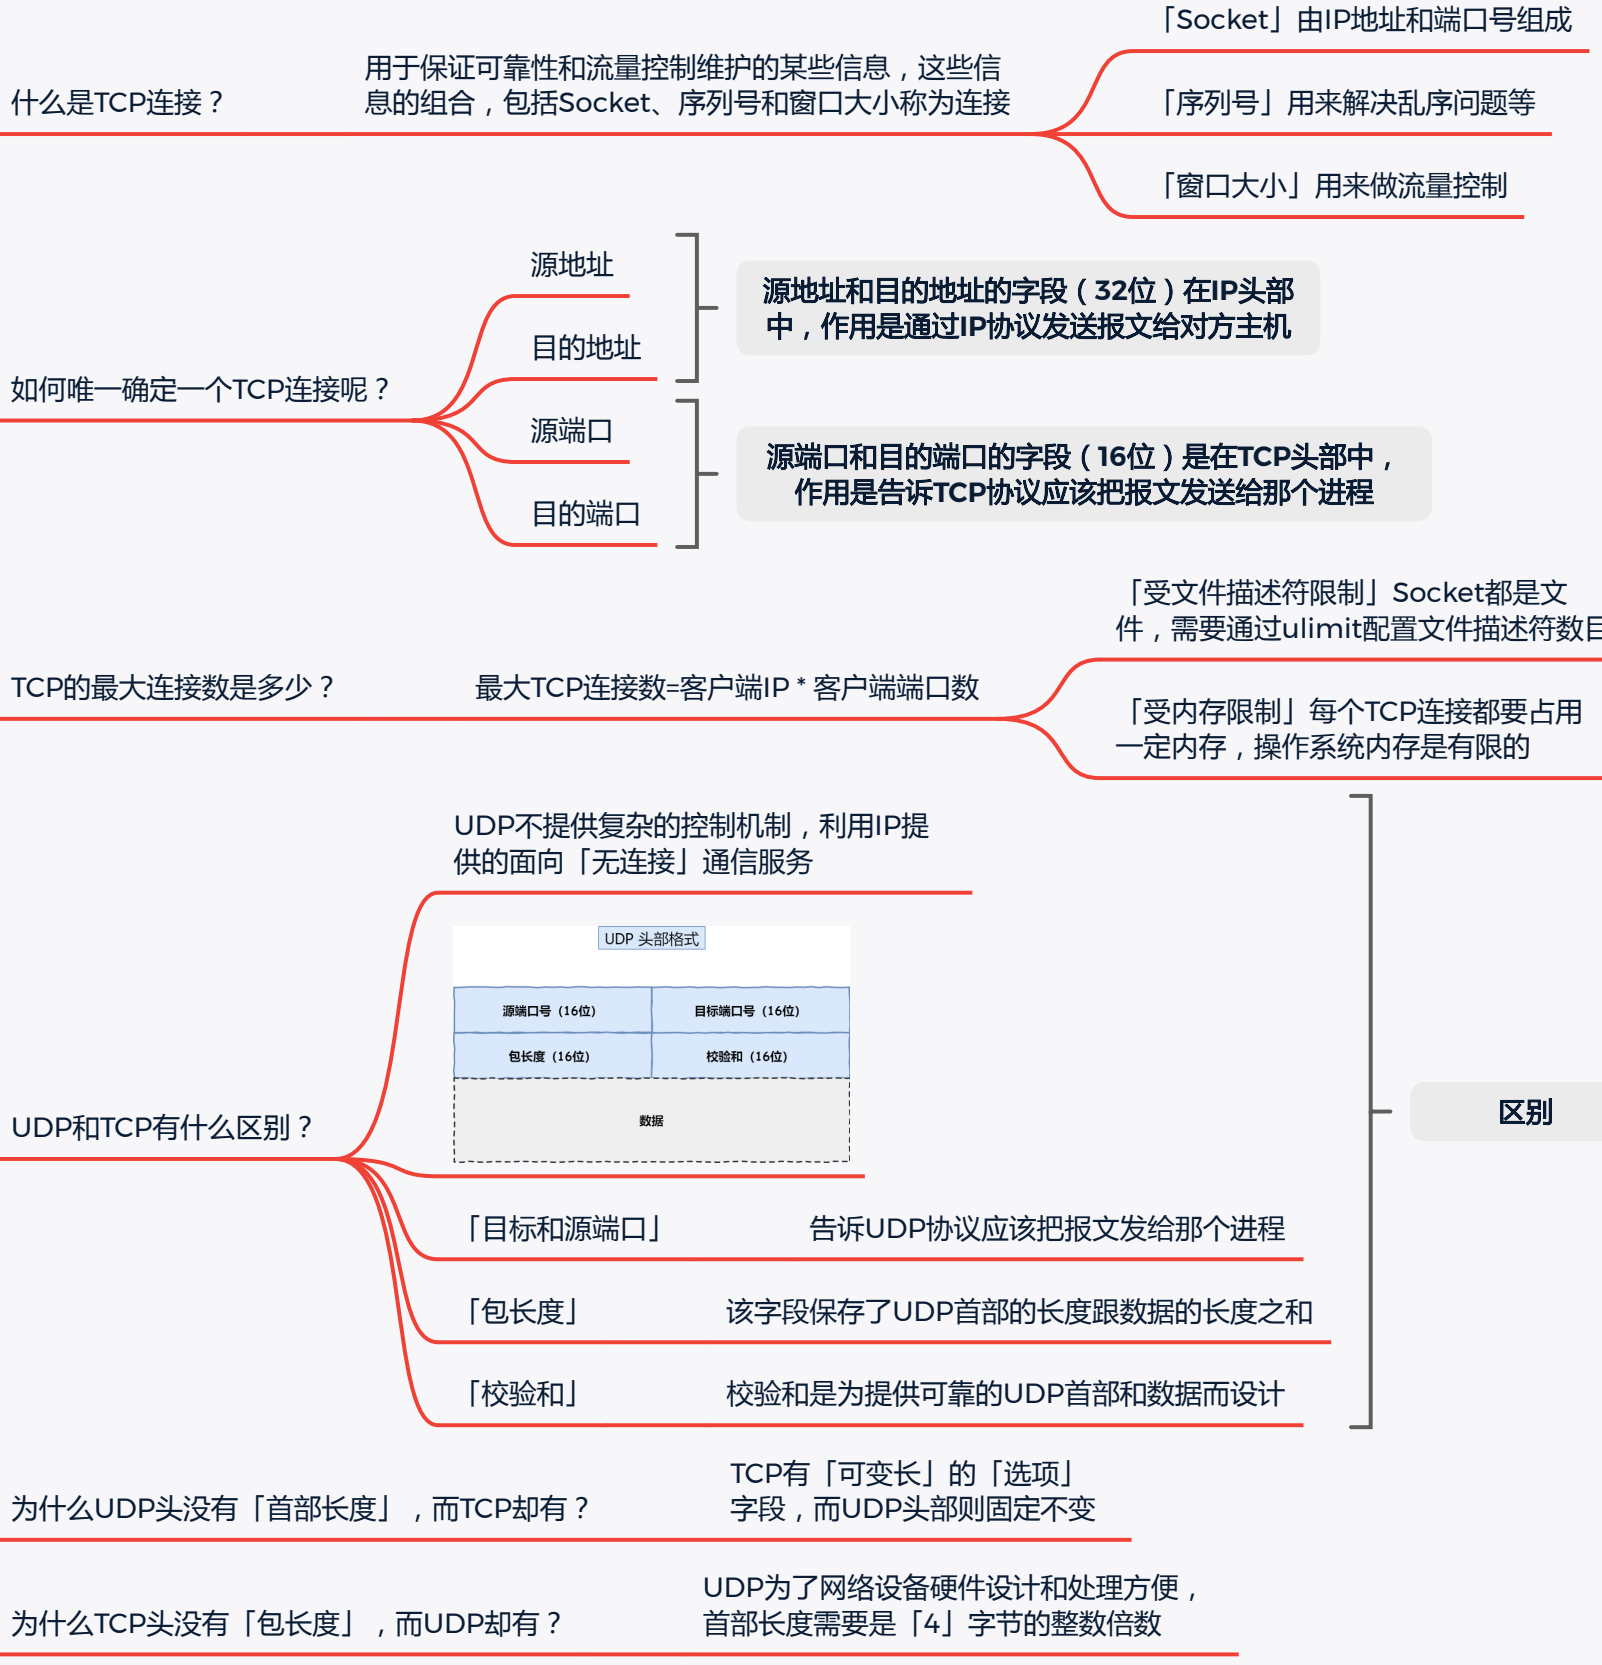 什么是TCP连接？
用于保证可靠性和流量控制维护的某些信息，这些信
息的组合，包括Socket、序列号和窗口大小称为连接
「Socket」由IP地址和端口号组成
「序列号」用来解决乱序问题等
「窗口大小」用来做流量控制
如何唯一确定一个TCP连接呢？
源地址
目的地址
源地址和目的地址的字段（32位）在IP头部
中，作用是通过IP协议发送报文给对方主机
源端口
目的端口
源端口和目的端口的字段（16位）是在TCP头部中，
作用是告诉TCP协议应该把报文发送给那个进程
TCP的最大连接数是多少？
最大TCP连接数=客户端IP * 客户端端口数
「受文件描述符限制」Socket都是文
件，需要通过ulimit配置文件描述符数目
「受内存限制」每个TCP连接都要占用
一定内存，操作系统内存是有限的
UDP和TCP有什么区别？
UDP不提供复杂的控制机制，利用IP提
供的面向「无连接」通信服务
UDP 头部格式
源端口号（16位）
目标端口号（16位）
包长度（16位）
校验和（16位）
数据
「目标和源端口」
告诉UDP协议应该把报文发给那个进程
「包长度」
该字段保存了UDP首部的长度跟数据的长度之和
「校验和」
校验和是为提供可靠的UDP首部和数据而设计
区别
为什么UDP头没有「首部长度」，而TCP却有？
TCP有「可变长」的「选项」
字段，而UDP头部则固定不变
为什么TCP头没有「包长度」，而UDP却有？
UDP为了网络设备硬件设计和处理方便，
首部长度需要是「4」字节的整数倍数